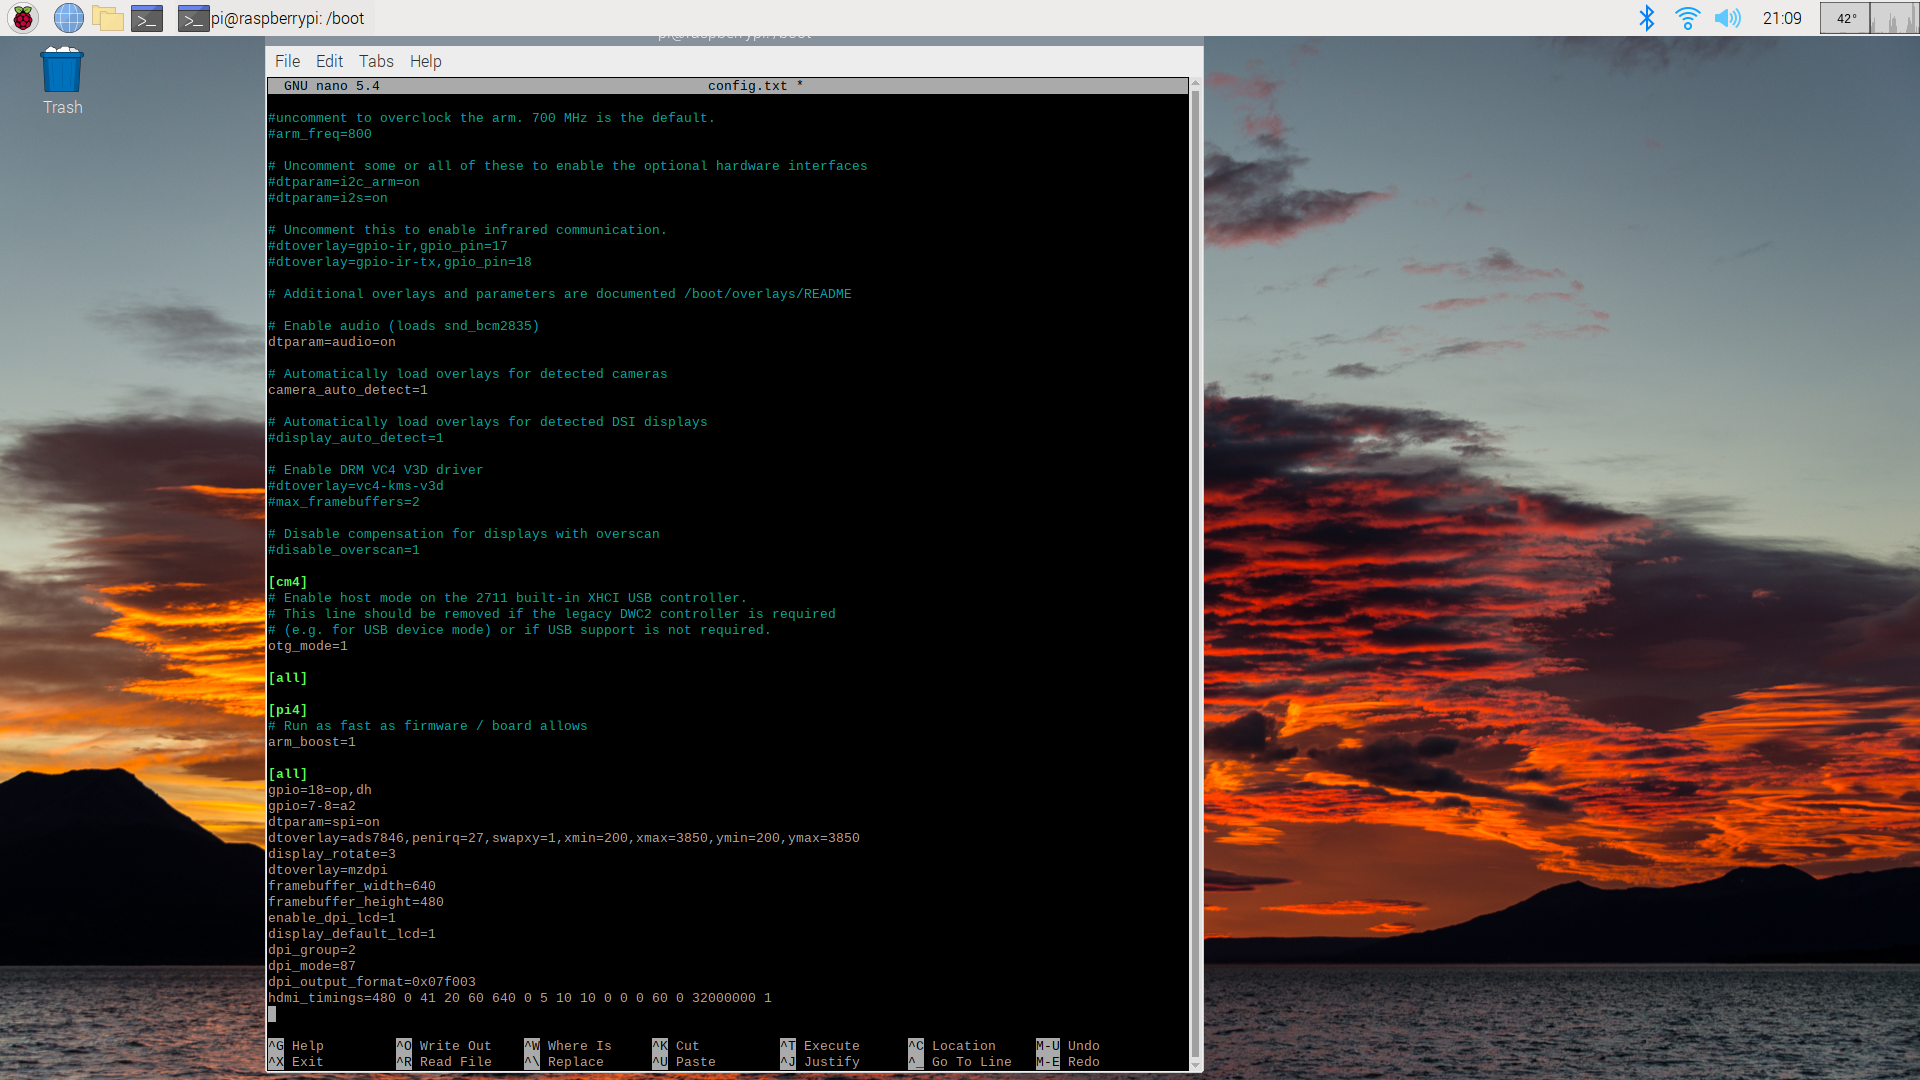 pi@raspberrypi: /boot
21:09
42°
pi@raspberrypi: /boot
Trash
File Edit Tabs Help
GNU nano 5.4 config.txt *
#uncomment to overclock the arm. 700 MHz is the default.
#arm_freq=800
# Uncomment some or all of these to enable the optional hardware interfaces
#dtparam=i2c_arm=on
#dtparam=i2s=on
# Uncomment this to enable infrared communication.
#dtoverlay=gpio-ir,gpio_pin=17
#dtoverlay=gpio-ir-tx,gpio_pin=18
# Additional overlays and parameters are documented /boot/overlays/README
# Enable audio (loads snd_bcm2835)
dtparam=audio=on
# Automatically load overlays for detected cameras
camera_auto_detect=1
# Automatically load overlays for detected DSI displays
#display_auto_detect=1
# Enable DRM VC4 V3D driver
#dtoverlay=vc4-kms-v3d
#max_framebuffers=2
# Disable compensation for displays with overscan
#disable_overscan=1
[cm4]
# Enable host mode on the 2711 built-in XHCI USB controller.
# This line should be removed if the legacy DWC2 controller is required
# (e.g. for USB device mode) or if USB support is not required.
otg_mode=1
[all]
[pi4]
# Run as fast as firmware / board allows
arm_boost=1
[all]
gpio=18=op,dh
gpio=7-8=a2
dtparam=spi=on
dtoverlay=ads7846,penirq=27,swapxy=1,xmin=200,xmax=3850,ymin=200,ymax=3850
display_rotate=3
dtoverlay=mzdpi
framebuffer_width=640
framebuffer_height=480
enable_dpi_lcd=1
display_default_lcd=1
dpi_group=2
dpi_mode=87
dpi_output_format=0x07f003
hdmi_timings=480 0 41 20 60 640 0 5 10 10 0 0 0 60 0 32000000 1
^G Help ^O Write Out ^W Where Is ^K Cut ^T Execute ^C Location M-U Undo
^X Exit ^R Read File ^\ Replace ^U Paste ^J Justify ^_ Go To Line M-E Redo